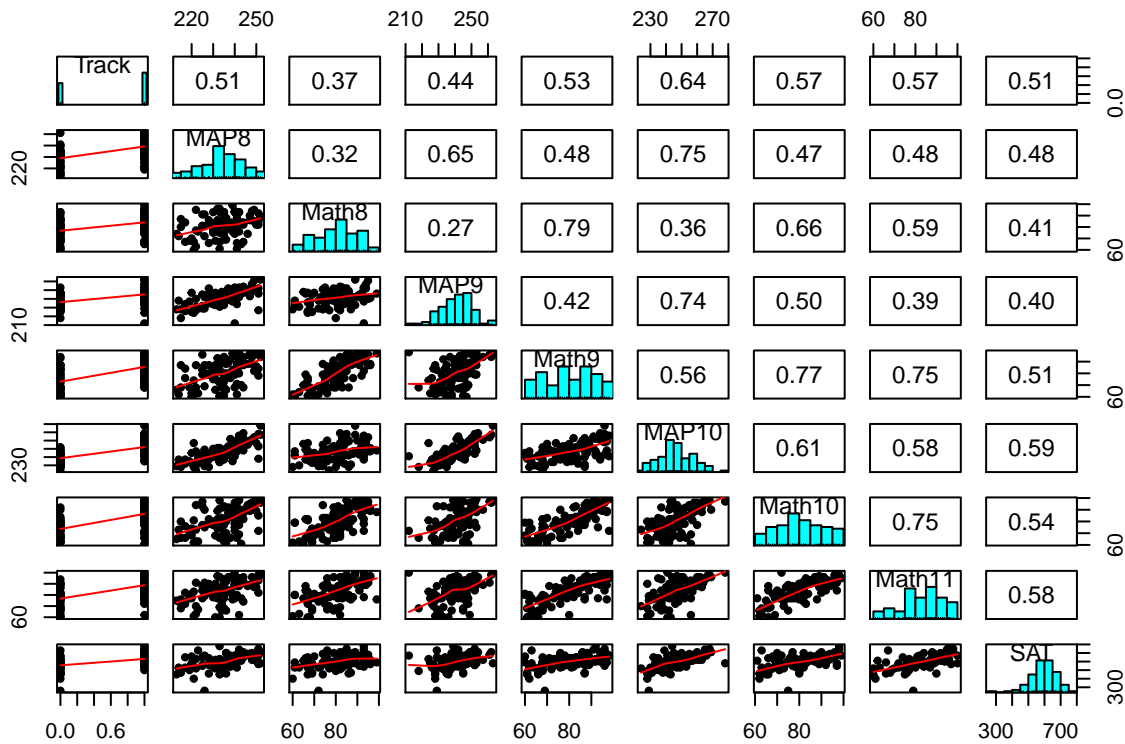 220 250 210 250 230 270 60 80
Track 0.51 0.37 0.44 0.53 0.64 0.57 0.57 0.51 0.0
220 MAP8 0.32 0.65 0.48 0.75 0.47 0.48 0.48
Math8 0.27 0.79 0.36 0.66 0.59 0.41 60
210 MAP9 0.42 0.74 0.50 0.39 0.40
Math9 0.56 0.77 0.75 0.51 60
230 MAP10 0.61 0.58 0.59
Math10 0.75 0.54 60
60 Math11 0.58
SAT 300
0.0 0.6 60 80 60 80 60 80 300 700